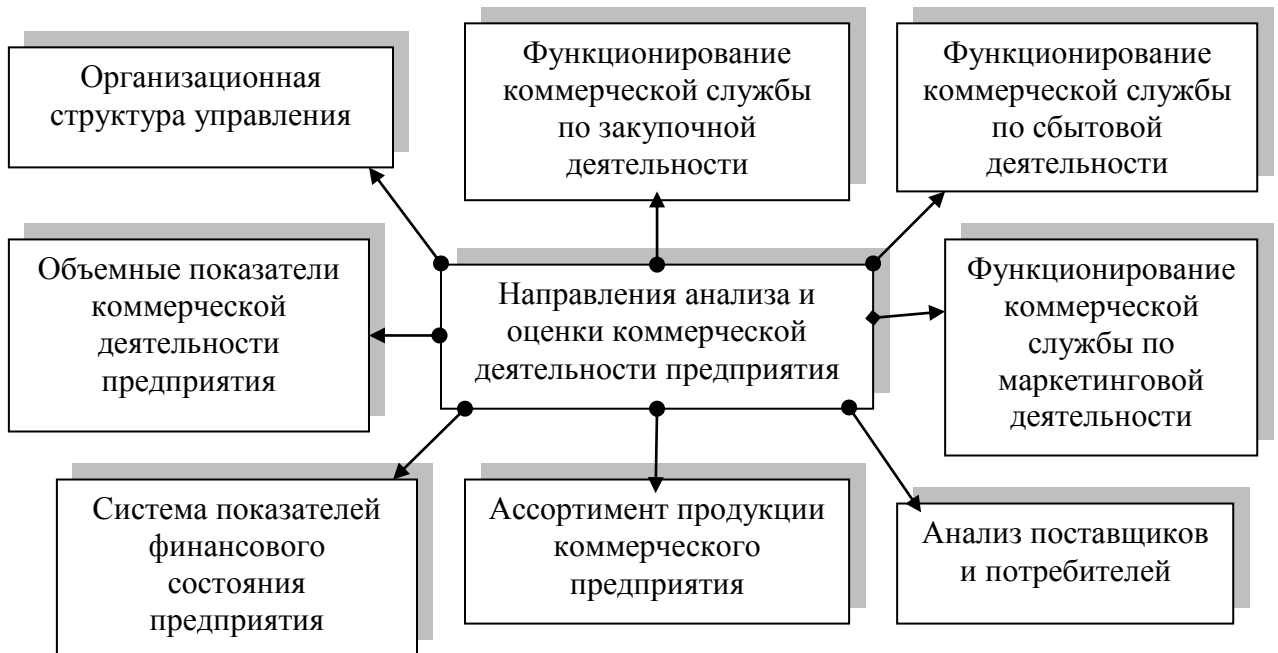 Организационная
структура управления
Функционирование
коммерческой службы
по закупочной
деятельности
Функционирование
коммерческой службы
по сбытовой
деятельности
Объемные показатели
коммерческой
деятельности
предприятия
Направления анализа и
оценки коммерческой
деятельности предприятия
Функционирование
коммерческой
службы по
маркетинговой
деятельности
Система показателей
финансового
состояния
предприятия
Ассортимент продукции
коммерческого
предприятия
Анализ поставщиков
и потребителей